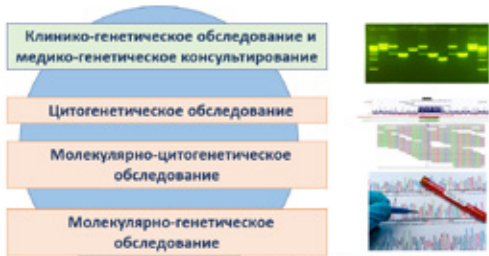 Клинико-генетическое обследование и
медико-генетическое консультирование
Цитогенетическое обследование
Молекулярно-цитогенетическое
обследование
Молекулярно-генетическое
обследование